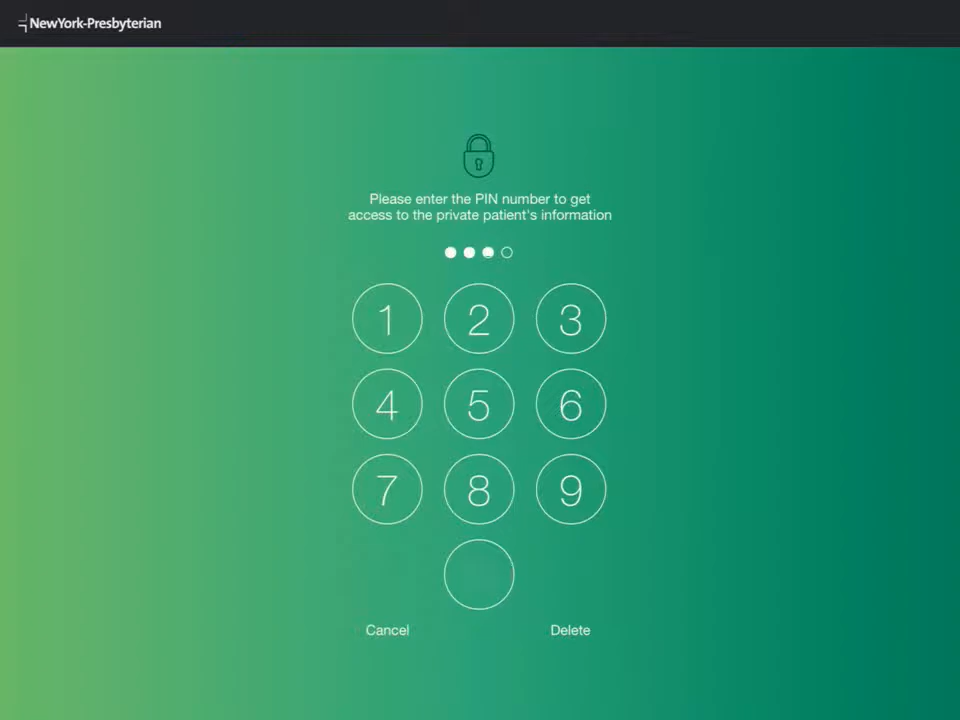 NewYork-Presbyterian
Please enter the PIN number to get
access to the private patient's information
1 2 3
4 5 6
7 8 9
Cancel Delete